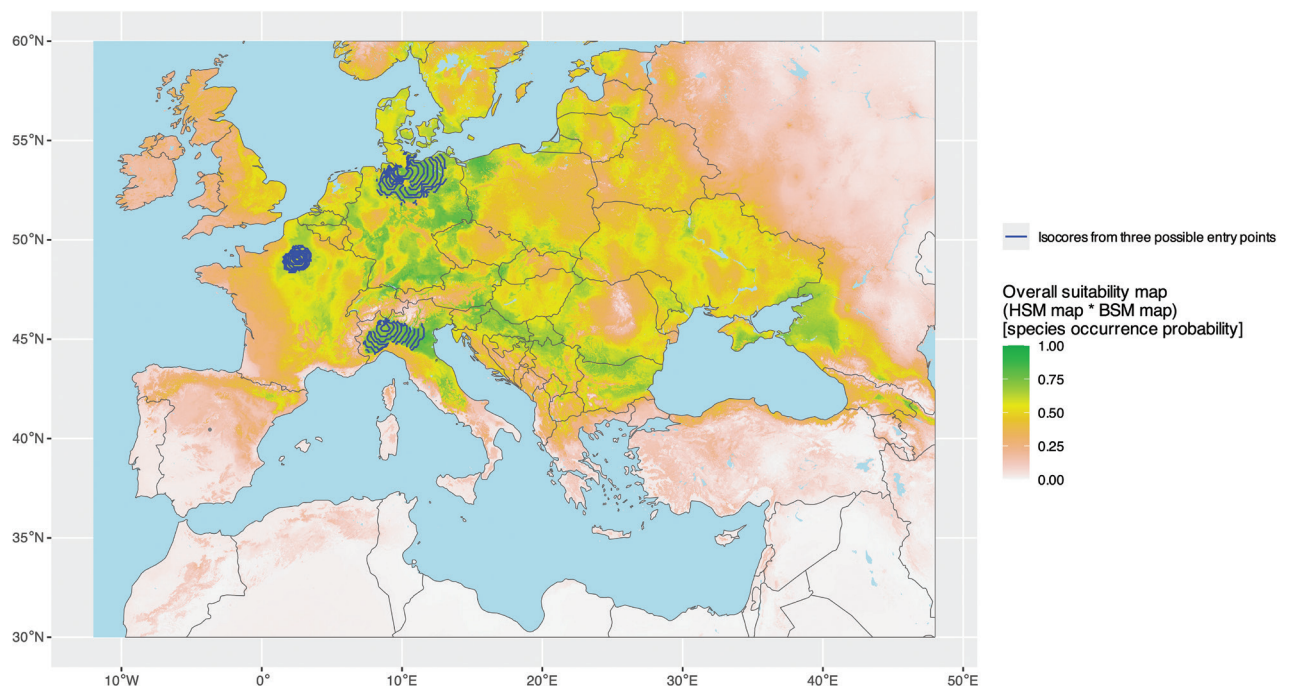 60°N
55°N
50°N
45°N
40°N
35°N
30°N
10°W 0° 10°E 20°E 30°E 40°E 50°E
Isocores from three possible entry points
Overall suitability map
(HSM map * BSM map)
[species occurrence probability]
1.00
0.75
0.50
0.25
0.00